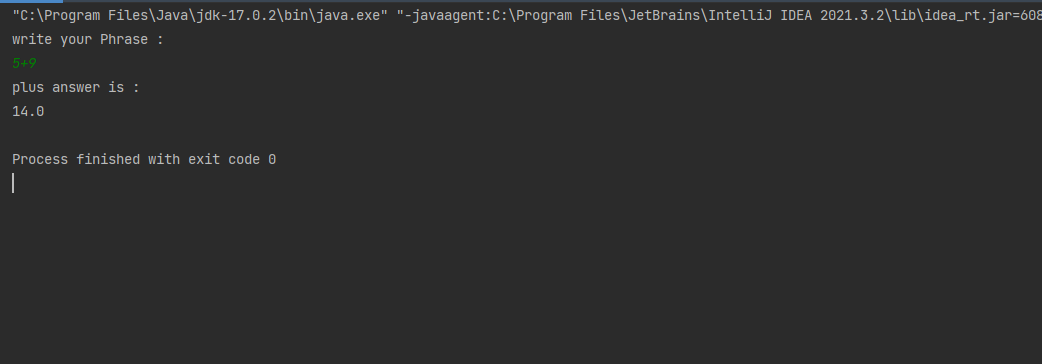 "C:\Program Files\Java\jdk-17.0.2\bin\java.exe" "-javaagent:C:\Program Files\JetBrains\IntelliJ IDEA 2021.3.2\lib\idea_rt.jar=608
write your Phrase :
5+9
plus answer is :
14.0
Process finished with exit code 0